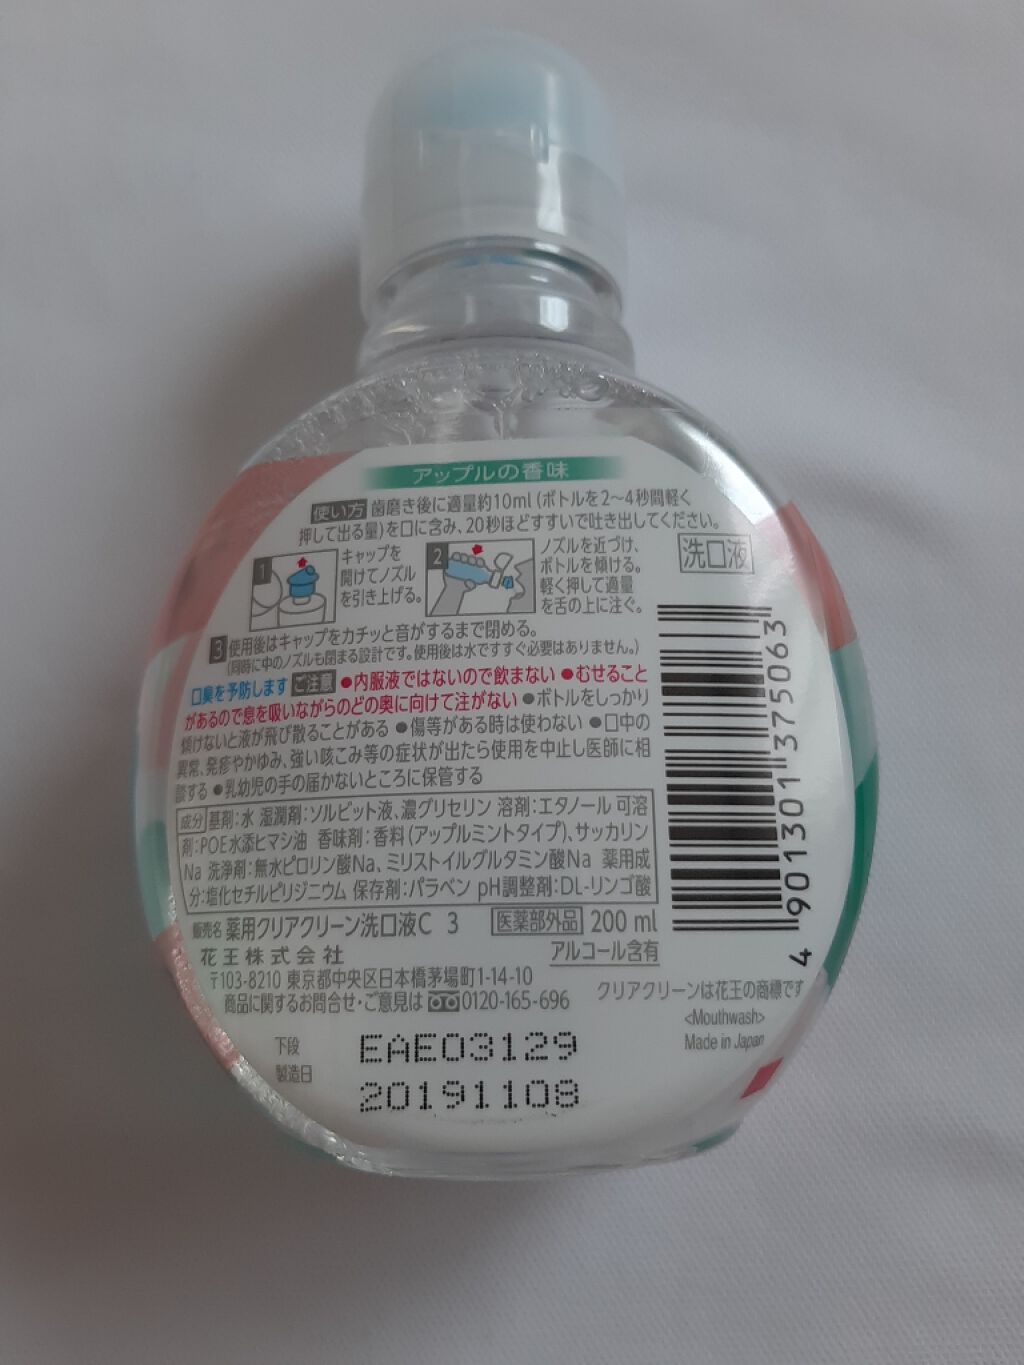 アップルの香味
使い方 歯磨き後に適量約10ml(ボトルを2〜4秒間軽く
押して出る量)を口に含み、20秒ほどすすいで吐き出してください。
1 キャップを
開けてノズル
を引き上げる。
2 ノズルを近づけ、
ボトルを傾ける。
軽く押して適量
を舌の上に注ぐ。
洗口液
3 使用後はキャップをカチッと音がするまで閉める。
(同時に中のノズルも閉まる設計です。使用後は水ですすぐ必要はありません。)
口臭を予防します ご注意 ●内服液ではないので飲まない ●むせること
があるので息を吸いながらのどの奥に向けて注がない ●ボトルをしっかり
傾けないと液が飛び散ることがある ●傷等がある時は使わない ●口中の
異常、発疹やかゆみ、強い咳こみ等の症状が出たら使用を中止し医師に相
談する ●乳幼児の手の届かないところに保管する
成分 基剤:水 湿潤剤:ソルビット液、濃グリセリン 溶剤:エタノール 可溶
剤:POE水添ヒマシ油 香味剤:香料(アップルミントタイプ)、サッカリン
Na 洗浄剤:無水ピロリン酸Na、ミリストイルグルタミン酸Na 薬用成
分:塩化セチルピリジニウム 保存剤:パラベン pH調整剤:DL-リンゴ酸
販売名 薬用クリアクリーン洗口液C 3 医薬部外品 200 ml
花王株式会社 アルコール含有
〒103-8210 東京都中央区日本橋茅場町1-14-10
商品に関するお問合せ・ご意見は 0120-165-696
クリアクリーンは花王の商標です
<Mouthwash>
Made in Japan
4 901301 375063
下段
製造日
EAE03129
20191108